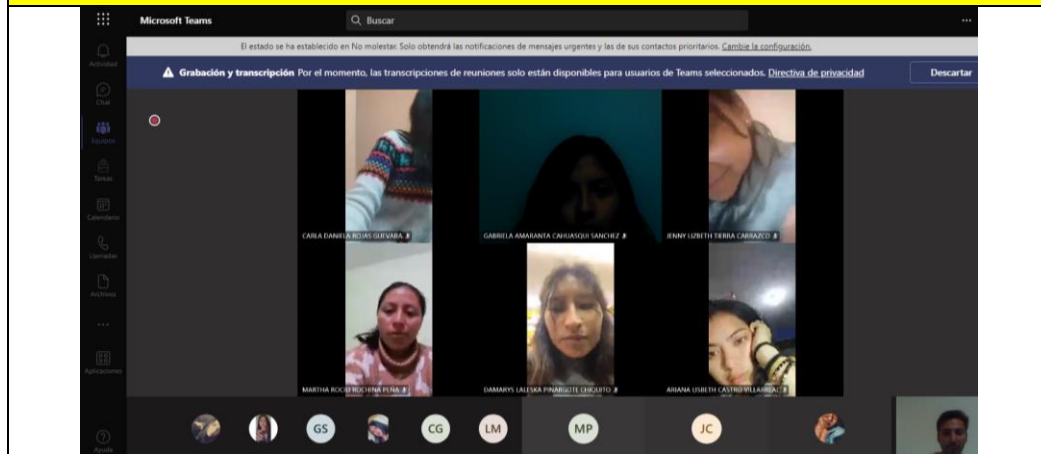 Microsoft Teams
Buscar
El estado se ha establecido en No molestar. Solo obtendrá las notificaciones de mensajes urgentes y las de sus contactos prioritarios. Cambie la configuración.
Actividad
Grabación y transcripción Por el momento, las transcripciones de reuniones solo están disponibles para usuarios de Teams seleccionados. Directiva de privacidad
Descartar
Chat
Equipos
Tareas
Calendario
Llamadas
Archivos
...
Aplicaciones
Ayuda
CARLA DANIELA ROJAS GUEVARA
GABRIELA AMARANTA CAHUASQUI SANCHEZ
JENNY LIZBETH TIERRA CARRAZCO
MARTHA ROCIO ROCHINA PEÑA
DAMARYS LALESKA PINARGOTE CHIQUITO
ARIANA LISBETH CASTRO VILLARREAL
GS
CG
LM
MP
JC